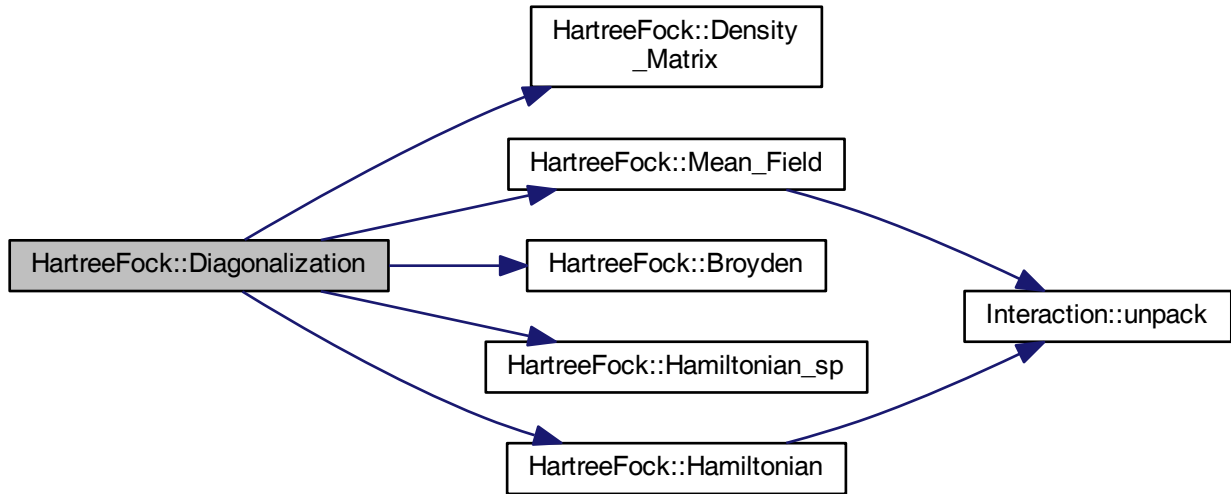 HartreeFock::Density
_Matrix
HartreeFock::Mean_Field
HartreeFock::Diagonalization
HartreeFock::Broyden
Interaction::unpack
HartreeFock::Hamiltonian_sp
HartreeFock::Hamiltonian